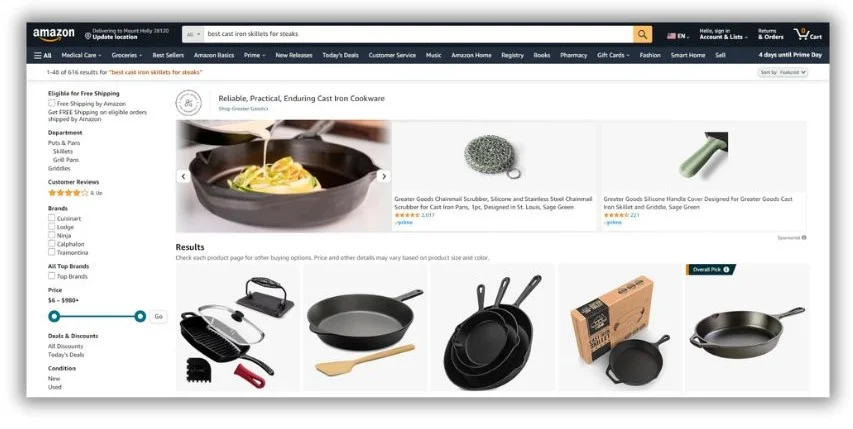 amazon
Delivering to Mount Holly 28120
Update location
All
best cast iron skillets for steaks
EN
Hello, sign in
Account & Lists
Returns
& Orders
0
Cart
All
Medical Care
Groceries
Best Sellers
Amazon Basics
Prime
New Releases
Today's Deals
Customer Service
Music
Amazon Home
Registry
Books
Pharmacy
Gift Cards
Fashion
Smart Home
Sell
4 days until Prime Day
1-48 of 616 results for "best cast iron skillets for steaks"
Sort by: Featured
Eligible for Free Shipping
Free Shipping by Amazon
Get FREE Shipping on eligible orders
shipped by Amazon
Department
Pots & Pans
Skillets
Grill Pans
Griddles
Customer Reviews
& Up
Brands
Cuisinart
Lodge
Ninja
Calphalon
Tramontina
All Top Brands
Top Brands
Price
$6 – $980+
Go
Deals & Discounts
All Discounts
Today's Deals
Condition
New
Used
Reliable, Practical, Enduring Cast Iron Cookware
Shop Greater Goods
Greater Goods Chainmail Scrubber, Silicone and Stainless Steel Chainmail
Scrubber for Cast Iron Pans, 1pc, Designed in St. Louis, Sage Green
2,017
prime
Greater Goods Silicone Handle Cover Designed for Greater Goods Cast
Iron Skillet and Griddle, Sage Green
221
prime
Sponsored
Results
Check each product page for other buying options. Price and other details may vary based on product size and color.
Overall Pick